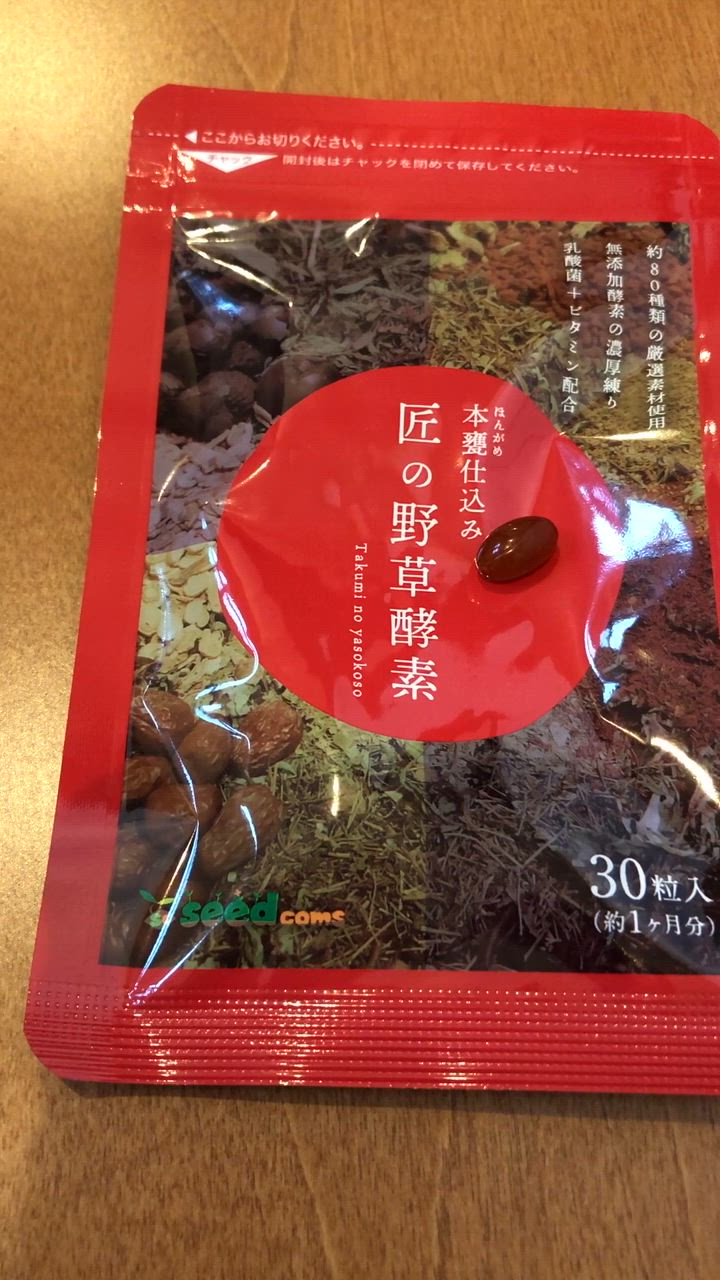 ここからお切りください。
チャック
開封後はチャックを閉めて保存してください。
約80種類の厳選素材使用
無添加酵素の濃厚練り
乳酸菌+ビタミン配合
ほんがめ
本甕仕込み
匠の野草酵素
Takumi no yasokoso
30粒入
(約1ヶ月分)
seedcoms